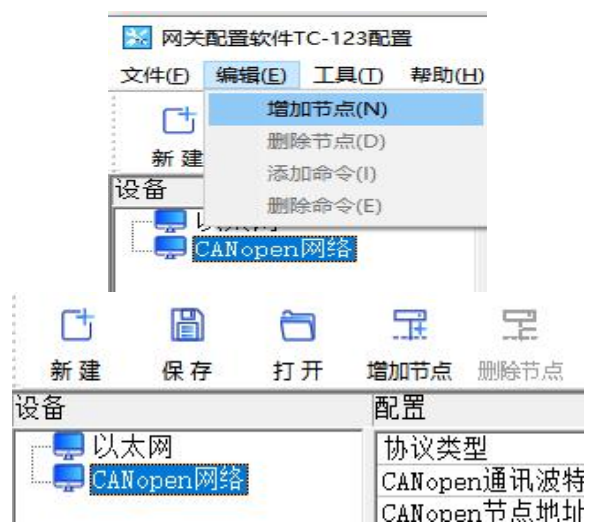 网关配置软件TC-123配置
文件(F) 编辑(E) 工具(T) 帮助(H)
增加节点(N)
新建 删除节点(D)
添加命令(I)
设备 删除命令(E)
CANopen网络
新建 保存 打开 增加节点 删除节点
设备 配置
以太网 协议类型
CANopen网络 CANopen通讯波特
CANopen节点地址